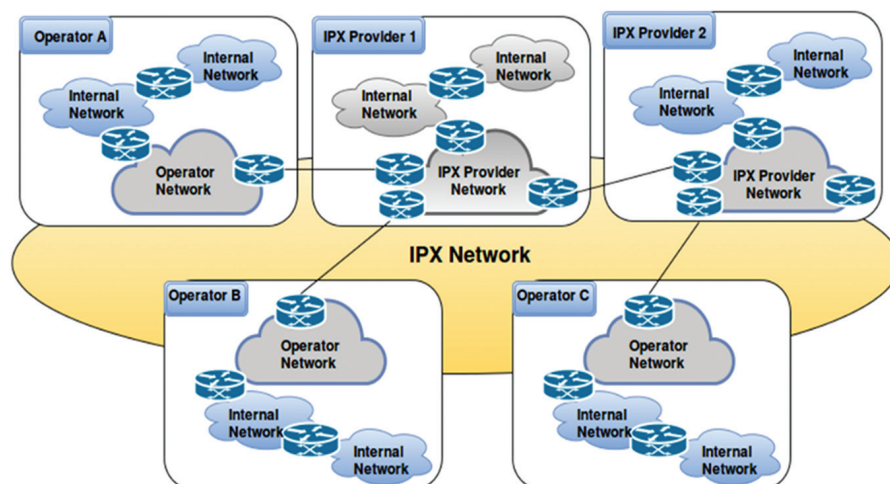 Operator A
Internal
Network
Internal
Network
Operator
Network
IPX Provider 1
Internal
Network
Internal
Network
IPX Provider
Network
IPX Provider 2
Internal
Network
Internal
Network
IPX Provider
Network
IPX Network
Operator B
Operator
Network
Internal
Network
Internal
Network
Operator C
Operator
Network
Internal
Network
Internal
Network